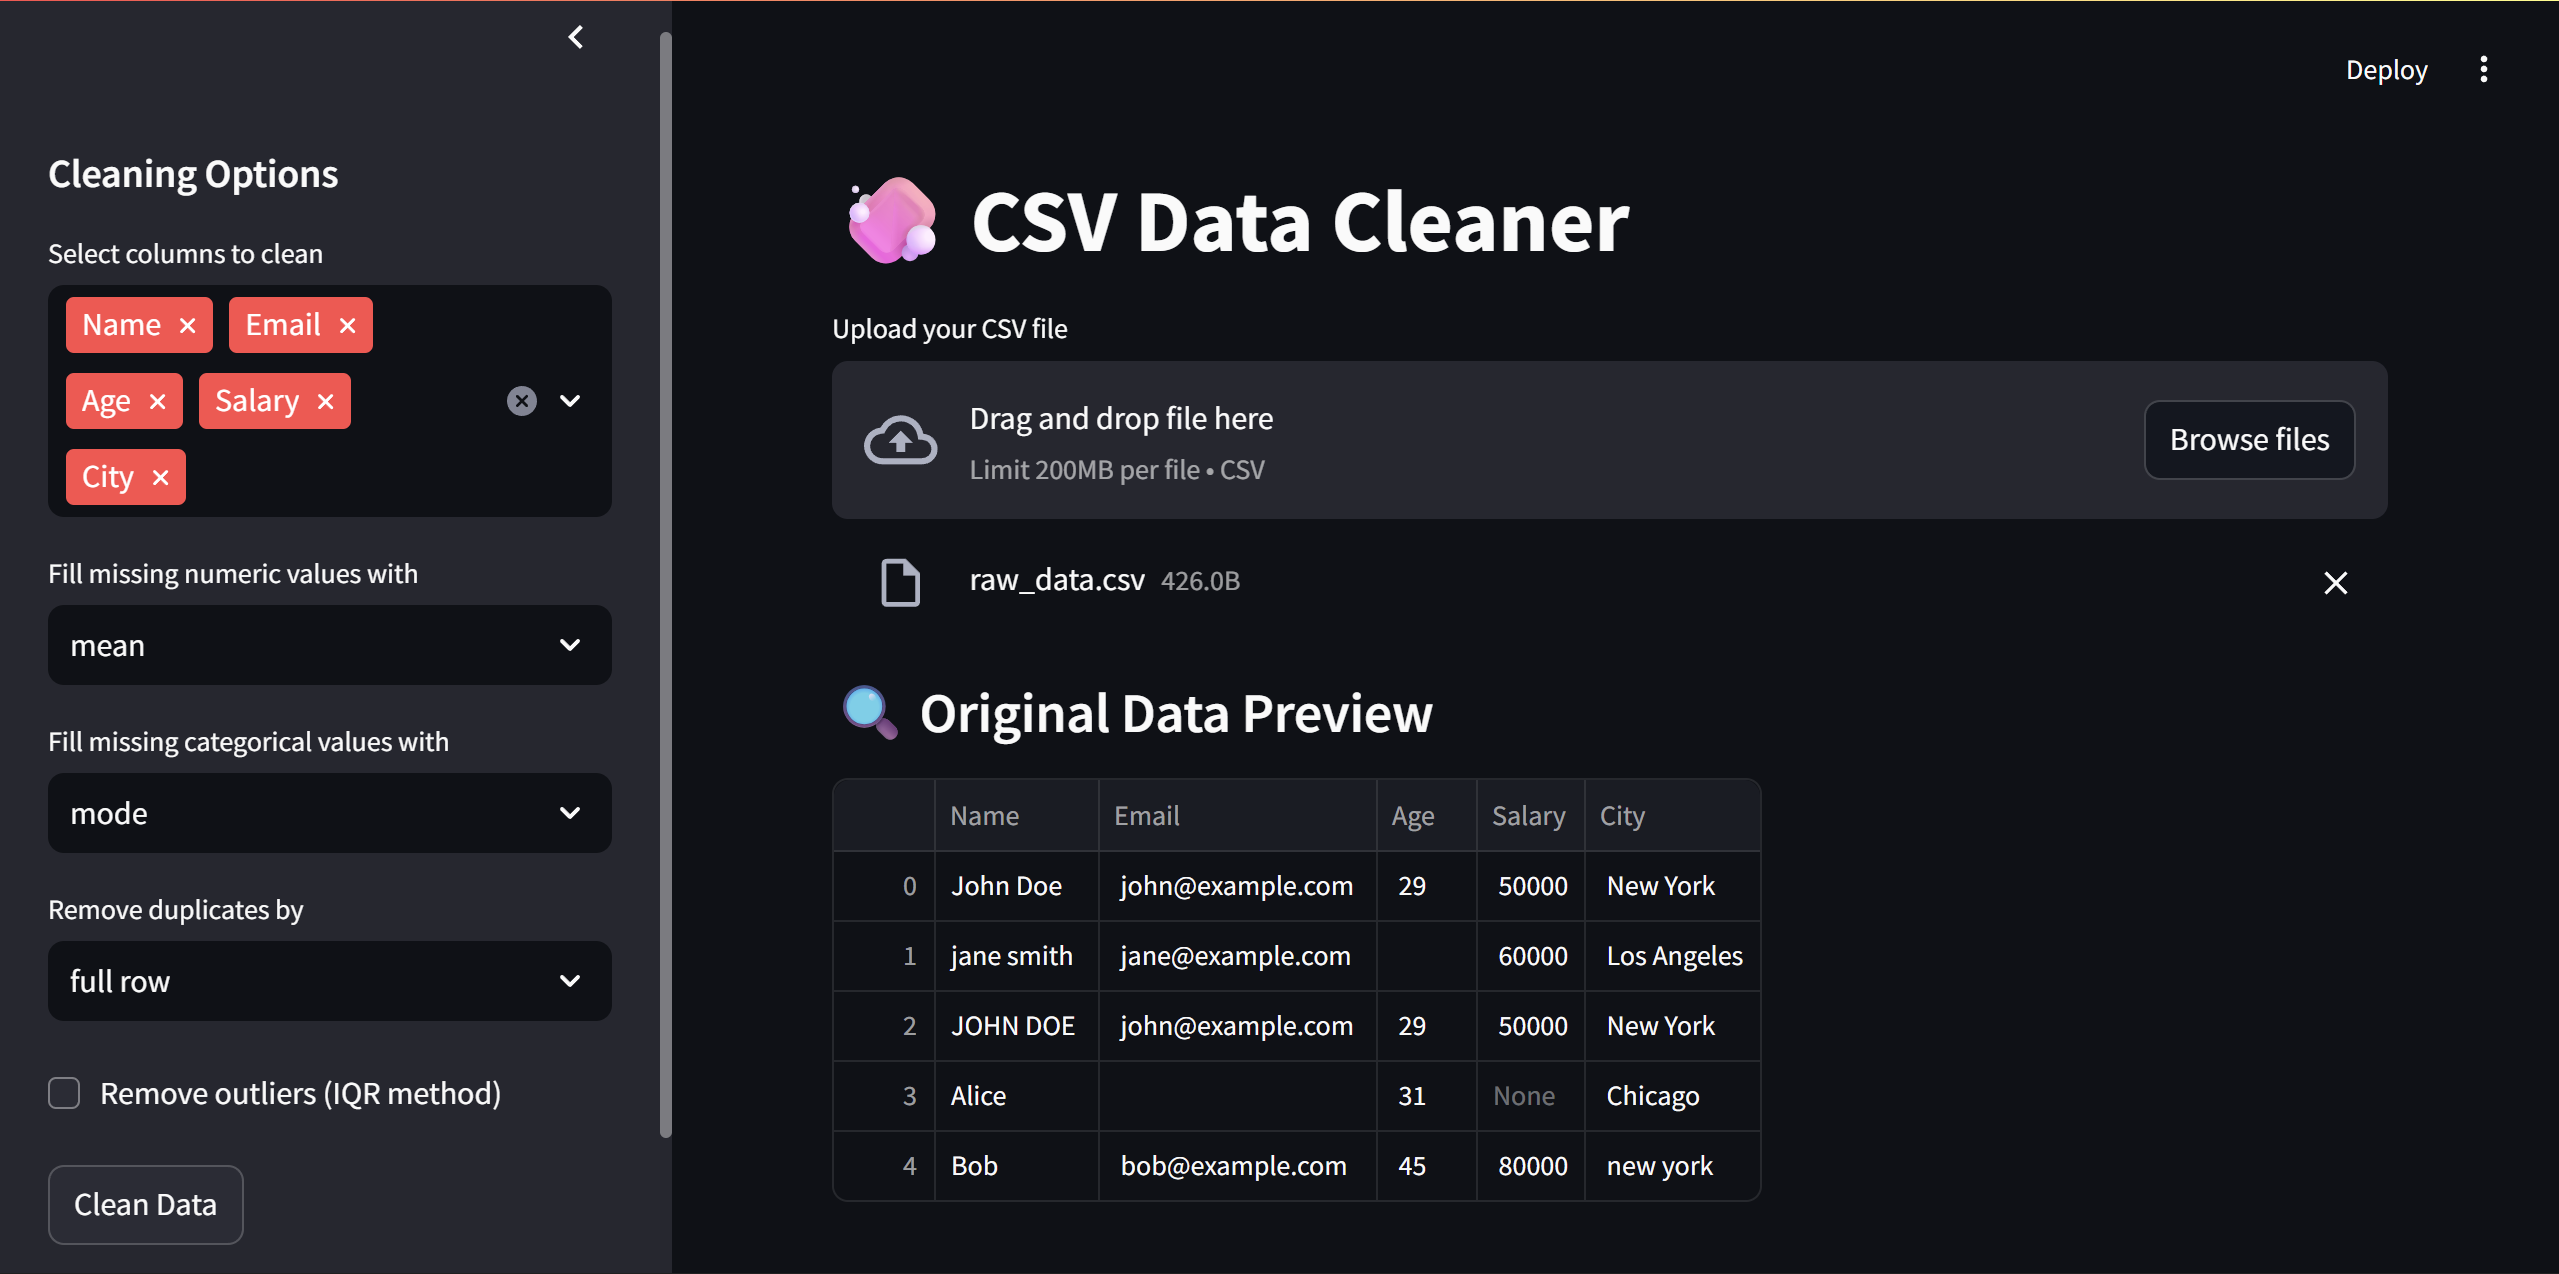 Deploy
Cleaning Options
Select columns to clean
Name
Email
Age
Salary
City
Fill missing numeric values with
mean
Fill missing categorical values with
mode
Remove duplicates by
full row
Remove outliers (IQR method)
Clean Data
CSV Data Cleaner
Upload your CSV file
Drag and drop file here
Limit 200MB per file • CSV
Browse files
raw_data.csv 426.0B
Original Data Preview
Name Email Age Salary City
0 John Doe john@example.com 29 50000 New York
1 jane smith jane@example.com 60000 Los Angeles
2 JOHN DOE john@example.com 29 50000 New York
3 Alice 31 None Chicago
4 Bob bob@example.com 45 80000 new york